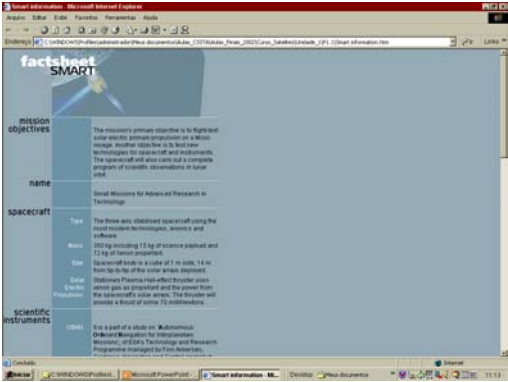 Smart information - Microsoft Internet Explorer
Arquivo Editar Exibir Favoritos Ferramentas Ajuda
Endereço
Links
factsheet
SMART
mission
objectives
The mission's primary objective is to flight test
solar electric primary propulsion on a Moon
voyage. Another objective is to test new
technologies for spacecraft and instruments.
The spacecraft will also carry out a complete
program of scientific observations in lunar
orbit.
name
Small Missions for Advanced Research in
Technology
spacecraft
Type The three-axis stabilised spacecraft using the
most modern technologies, avionics and
software
Mass 350 kg including 15 kg of science payload and
72 kg of Xenon propellant.
Size Spacecraft body is a cube of 1 m side, 14 m
from tip-to-tip of the solar arrays deployed.
Solar Electric Propulsion: Stationary Plasma Hall-effect thruster uses
xenon gas as propellant and the power from
the spacecraft's solar arrays. The thruster will
provide a thrust of some 70 milliNewtons.
scientific
instruments
OBAN It is a part of a study on 'Autonomous
On-board Navigation for Interplanetary
Missions', of ESA's Technology and Research
Programme managed by Finn Ankersen,
Concluído
Internet
Iniciar
Microsoft PowerPoint -
Smart information - Mi...
Desktop
Meus documentos
11:13